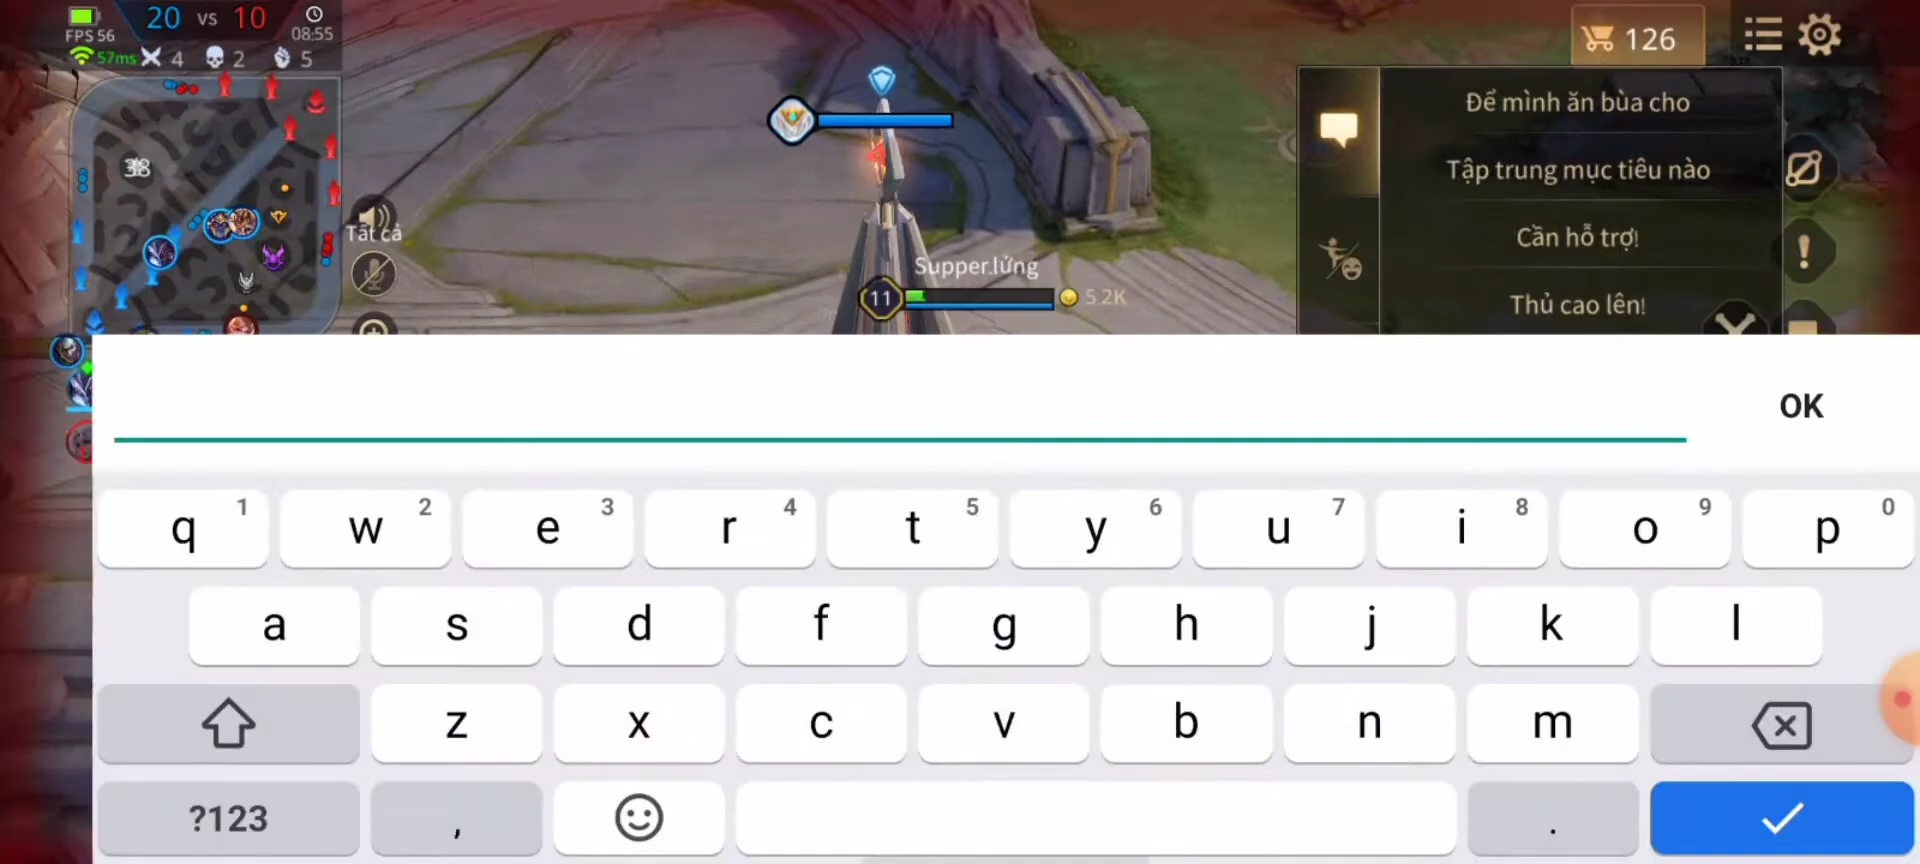 20 vs 10
FPS 56
08:55
57ms 4 2 5
126
38
Tất cả
Để mình ăn bùa cho
Tập trung mục tiêu nào
Cần hỗ trợ!
Thủ cao lên!
Supper.lửng
11 5.2K
OK
q 1 w 2 e 3 r 4 t 5 y 6 u 7 i 8 o 9 p 0
a s d f g h j k l
z x c v b n m
?123 , .